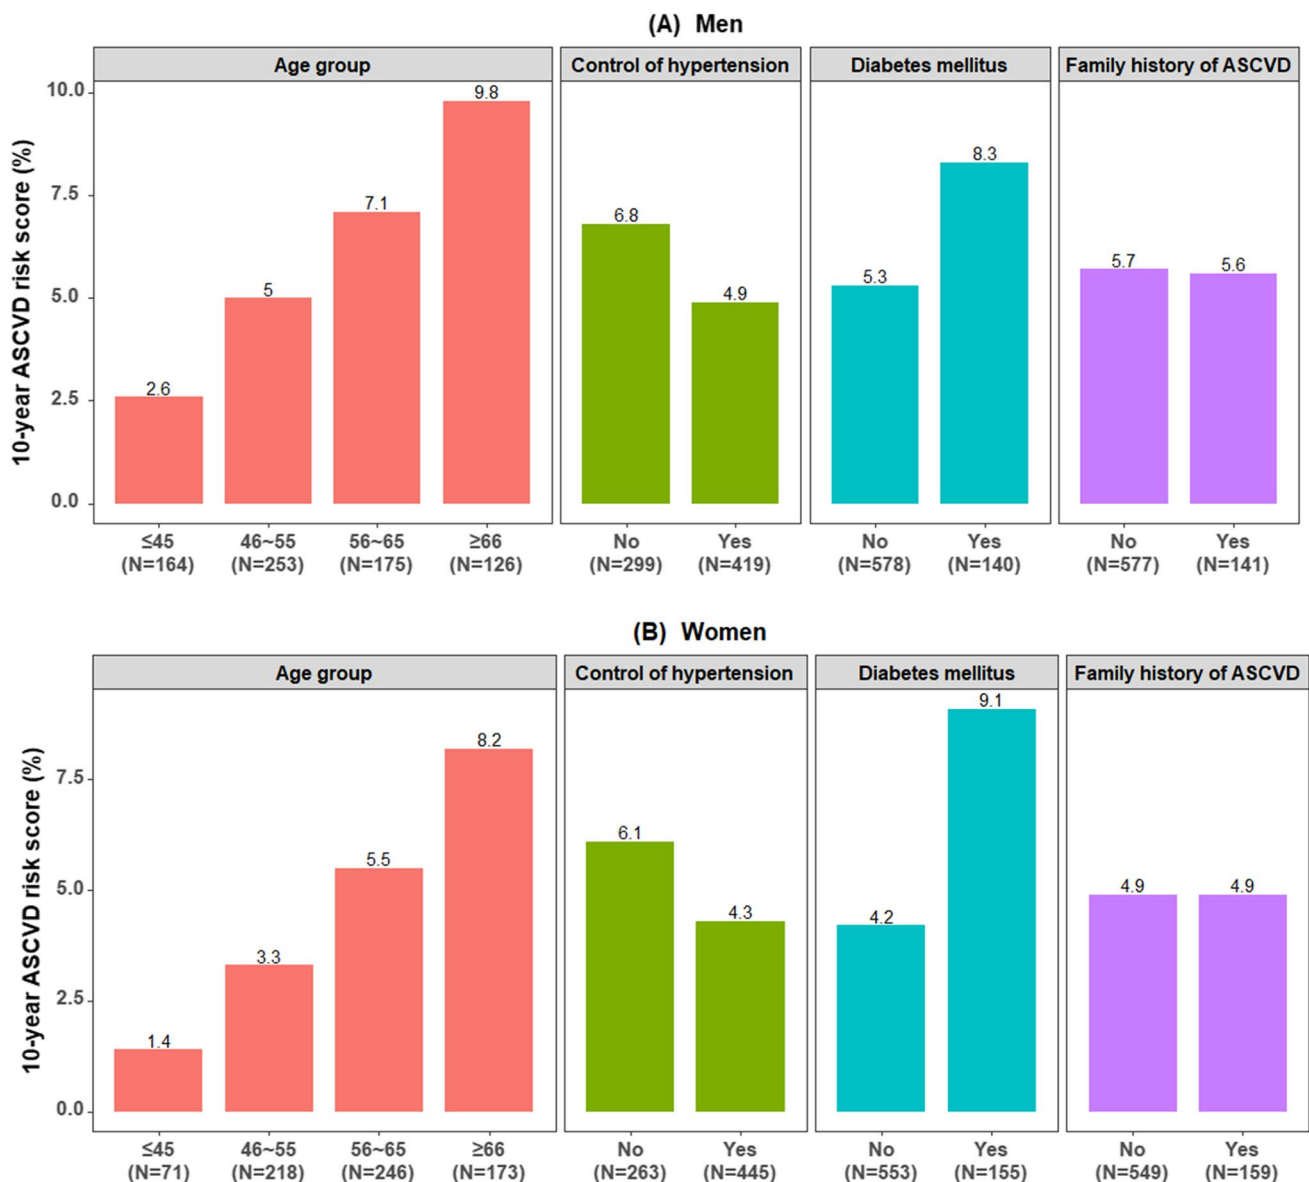 (A) Men
Age group
Control of hypertension
Diabetes mellitus
Family history of ASCVD
10-year ASCVD risk score (%)
10.0
7.5
5.0
2.5
0.0
2.6
5
7.1
9.8
6.8
4.9
5.3
8.3
5.7
5.6
≤45
46~55
56~65
≥66
No
Yes
No
Yes
No
Yes
(N=164)
(N=253)
(N=175)
(N=126)
(N=299)
(N=419)
(N=578)
(N=140)
(N=577)
(N=141)
(B) Women
Age group
Control of hypertension
Diabetes mellitus
Family history of ASCVD
10-year ASCVD risk score (%)
7.5
5.0
2.5
0.0
1.4
3.3
5.5
8.2
6.1
4.3
4.2
9.1
4.9
4.9
≤45
46~55
56~65
≥66
No
Yes
No
Yes
No
Yes
(N=71)
(N=218)
(N=246)
(N=173)
(N=263)
(N=445)
(N=553)
(N=155)
(N=549)
(N=159)